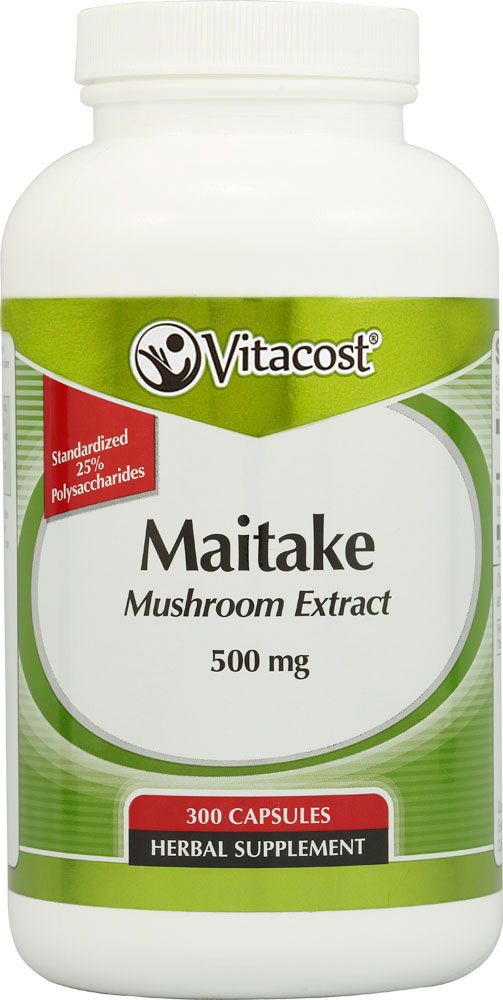 Vitacost®
Standardized
25%
Polysaccharides
Maitake
Mushroom Extract
500 mg
300 CAPSULES
HERBAL SUPPLEMENT